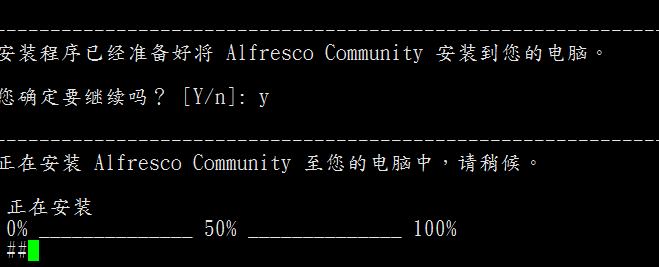 ----------------------------------------------------------------------------
安装程序已经准备好将 Alfresco Community 安装到您的电脑。
您确定要继续吗？ [Y/n]: y
----------------------------------------------------------------------------
正在安装 Alfresco Community 至您的电脑中，请稍候。
正在安装
0% ______________ 50% ______________ 100%
##